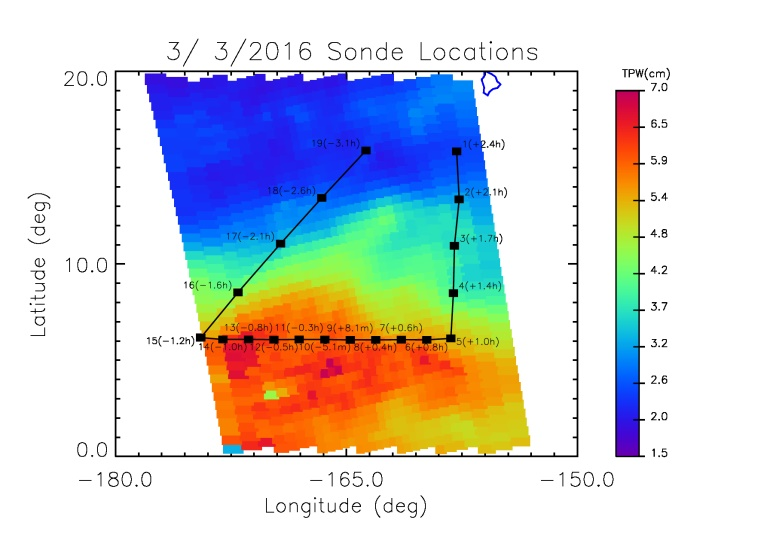 3/ 3/2016 Sonde Locations
TPW(cm)
20.0
10.0
0.0
Latitude (deg)
-180.0
-165.0
-150.0
Longitude (deg)
19(-3.1h)
1(+2.4h)
18(-2.6h)
2(+2.1h)
17(-2.1h)
3(+1.7h)
16(-1.6h)
4(+1.4h)
13(-0.8h)
11(-0.3h)
9(+8.1m)
7(+0.6h)
15(-1.2h)
5(+1.0h)
14(-1.0h)
12(-0.5h)
10(-5.1m)
8(+0.4h)
6(+0.8h)
7.0
6.5
5.9
5.4
4.8
4.2
3.7
3.2
2.6
2.0
1.5